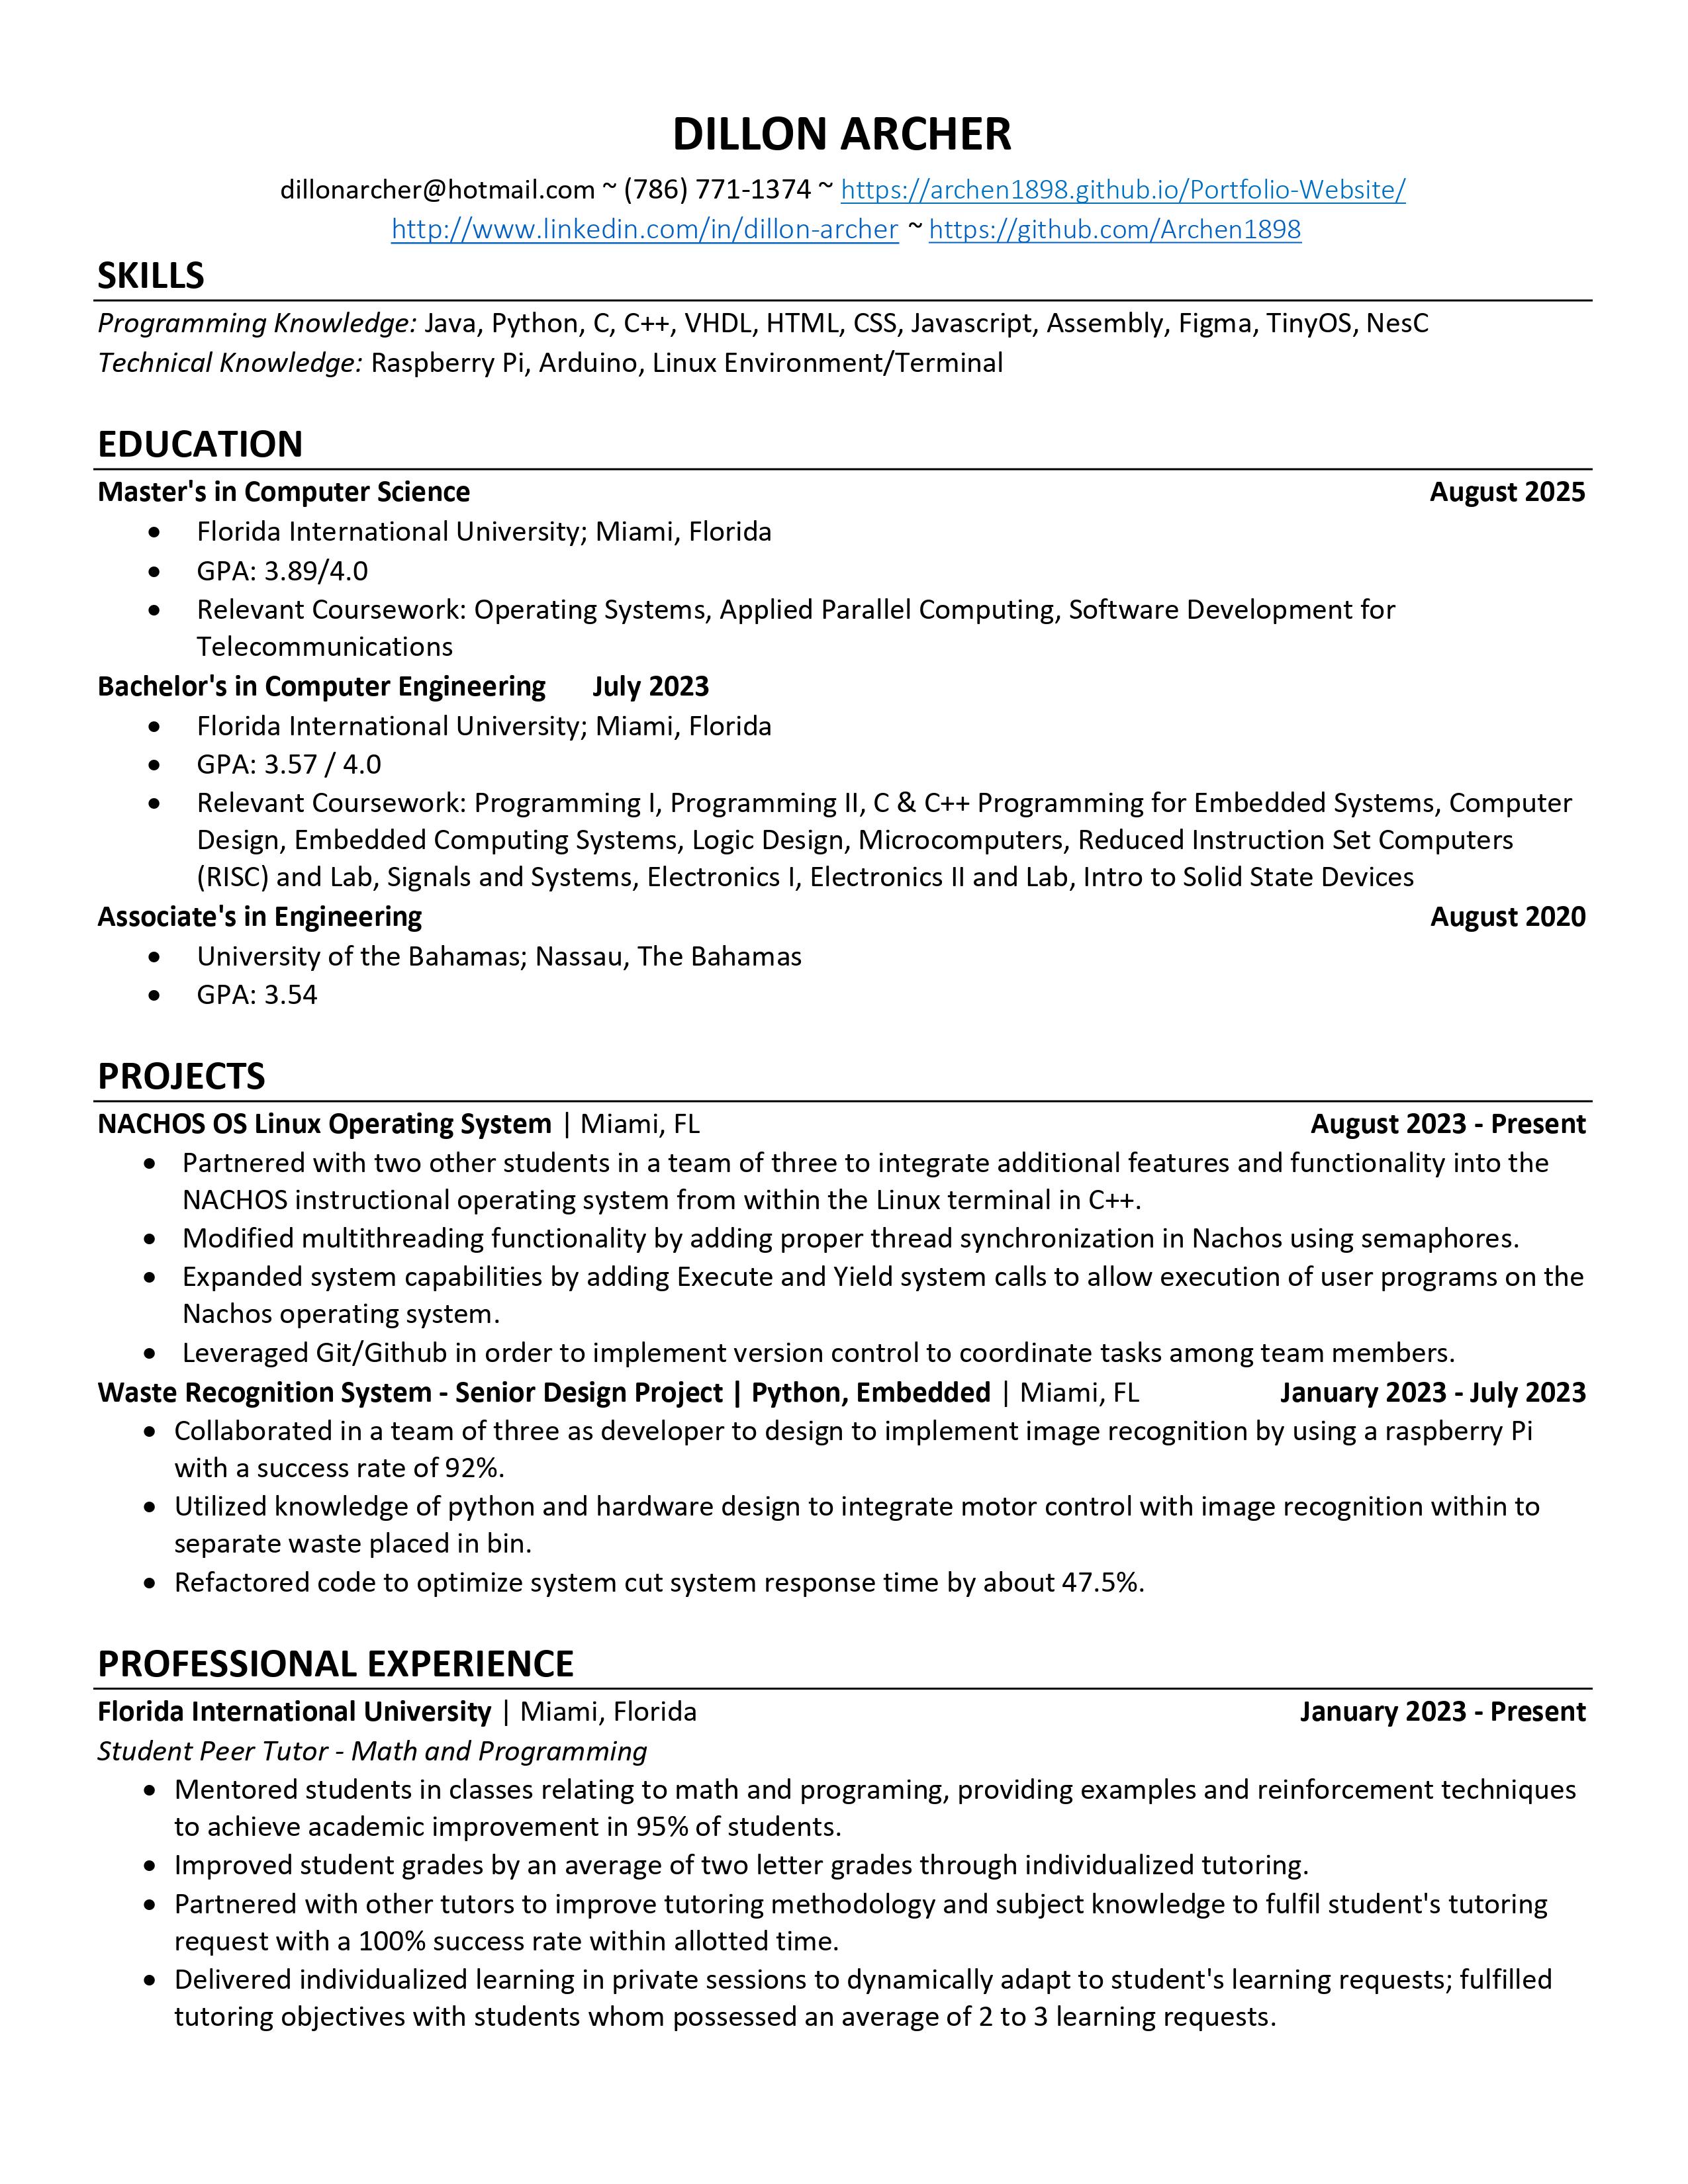 DILLON ARCHER
dillonarcher@hotmail.com ~ (786) 771-1374 ~ https://archen1898.github.io/Portfolio-Website/
http://www.linkedin.com/in/dillon-archer ~ https://github.com/Archen1898
SKILLS
Programming Knowledge: Java, Python, C, C++, VHDL, HTML, CSS, Javascript, Assembly, Figma, TinyOS, NesC
Technical Knowledge: Raspberry Pi, Arduino, Linux Environment/Terminal
EDUCATION
Master's in Computer Science August 2025
• Florida International University; Miami, Florida
• GPA: 3.89/4.0
• Relevant Coursework: Operating Systems, Applied Parallel Computing, Software Development for
Telecommunications
Bachelor's in Computer Engineering July 2023
• Florida International University; Miami, Florida
• GPA: 3.57 / 4.0
• Relevant Coursework: Programming I, Programming II, C & C++ Programming for Embedded Systems, Computer
Design, Embedded Computing Systems, Logic Design, Microcomputers, Reduced Instruction Set Computers
(RISC) and Lab, Signals and Systems, Electronics I, Electronics II and Lab, Intro to Solid State Devices
Associate's in Engineering August 2020
• University of the Bahamas; Nassau, The Bahamas
• GPA: 3.54
PROJECTS
NACHOS OS Linux Operating System | Miami, FL August 2023 - Present
• Partnered with two other students in a team of three to integrate additional features and functionality into the
NACHOS instructional operating system from within the Linux terminal in C++.
• Modified multithreading functionality by adding proper thread synchronization in Nachos using semaphores.
• Expanded system capabilities by adding Execute and Yield system calls to allow execution of user programs on the
Nachos operating system.
• Leveraged Git/Github in order to implement version control to coordinate tasks among team members.
Waste Recognition System - Senior Design Project | Python, Embedded | Miami, FL January 2023 - July 2023
• Collaborated in a team of three as developer to design to implement image recognition by using a raspberry Pi
with a success rate of 92%.
• Utilized knowledge of python and hardware design to integrate motor control with image recognition within to
separate waste placed in bin.
• Refactored code to optimize system cut system response time by about 47.5%.
PROFESSIONAL EXPERIENCE
Florida International University | Miami, Florida January 2023 - Present
Student Peer Tutor - Math and Programming
• Mentored students in classes relating to math and programing, providing examples and reinforcement techniques
to achieve academic improvement in 95% of students.
• Improved student grades by an average of two letter grades through individualized tutoring.
• Partnered with other tutors to improve tutoring methodology and subject knowledge to fulfil student's tutoring
request with a 100% success rate within allotted time.
• Delivered individualized learning in private sessions to dynamically adapt to student's learning requests; fulfilled
tutoring objectives with students whom possessed an average of 2 to 3 learning requests.